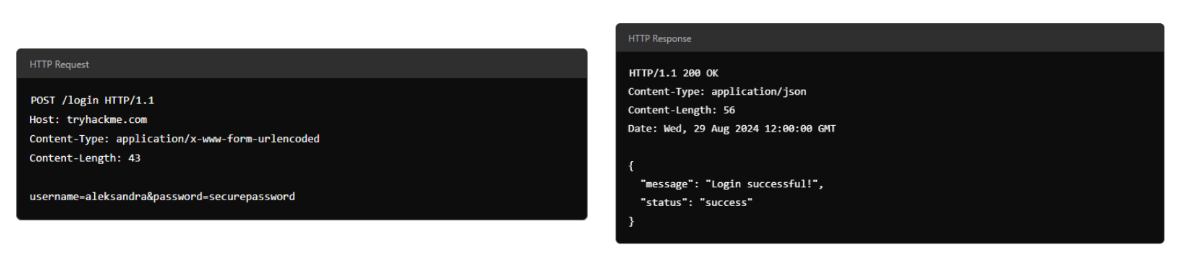 HTTP Request
POST /login HTTP/1.1
Host: tryhackme.com
Content-Type: application/x-www-form-urlencoded
Content-Length: 43
username=aleksandra&password=securepassword
HTTP Response
HTTP/1.1 200 OK
Content-Type: application/json
Content-Length: 56
Date: Wed, 29 Aug 2024 12:00:00 GMT
{
"message": "Login successful!",
"status": "success"
}